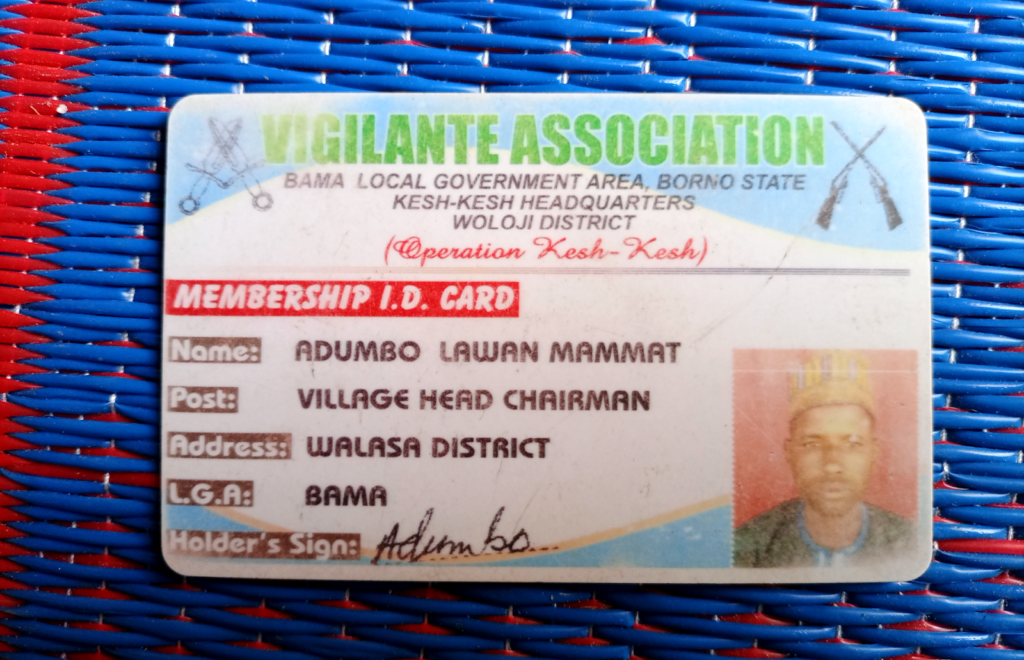 VIGILANTE ASSOCIATION
BAMA LOCAL GOVERNMENT AREA, BORNO STATE
KESH-KESH HEADQUARTERS
WOLOJI DISTRICT
(Operation Kesh-Kesh)
MEMBERSHIP I.D. CARD
Name: ADUMBO LAWAN MAMMAT
Post: VILLAGE HEAD CHAIRMAN
Address: WALASA DISTRICT
L.G.A: BAMA
Holder's Sign: Adumbo...